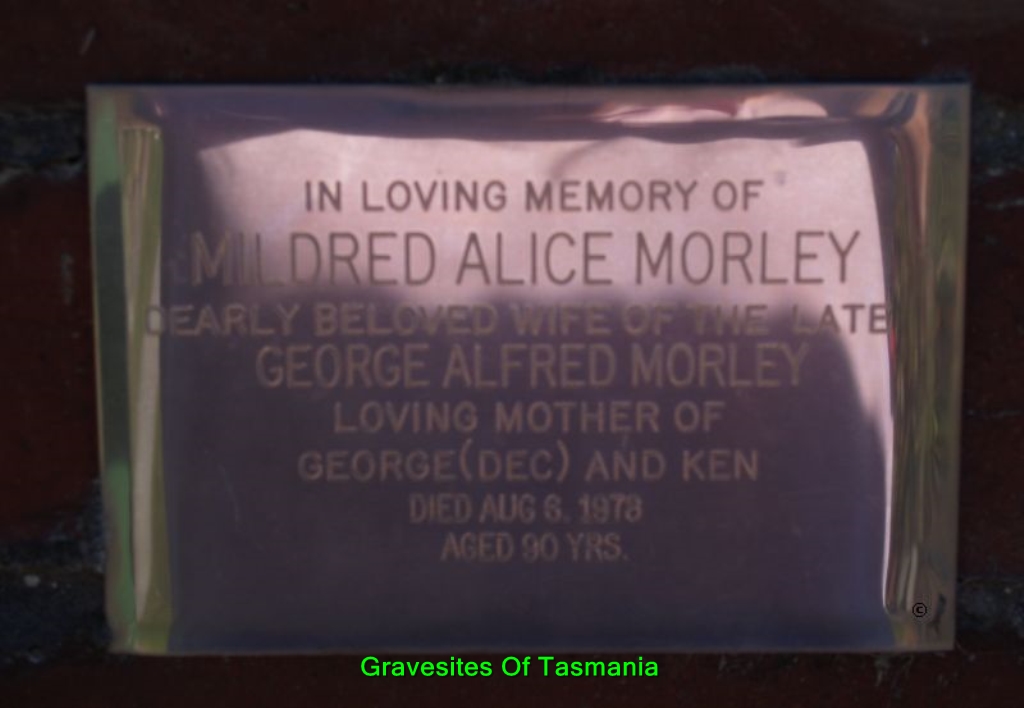 IN LOVING MEMORY OF
MILDRED ALICE MORLEY
DEARLY BELOVED WIFE OF THE LATE
GEORGE ALFRED MORLEY
LOVING MOTHER OF
GEORGE (DEC) AND KEN
DIED AUG 6. 1978
AGED 90 YRS.
©
Gravesites Of Tasmania